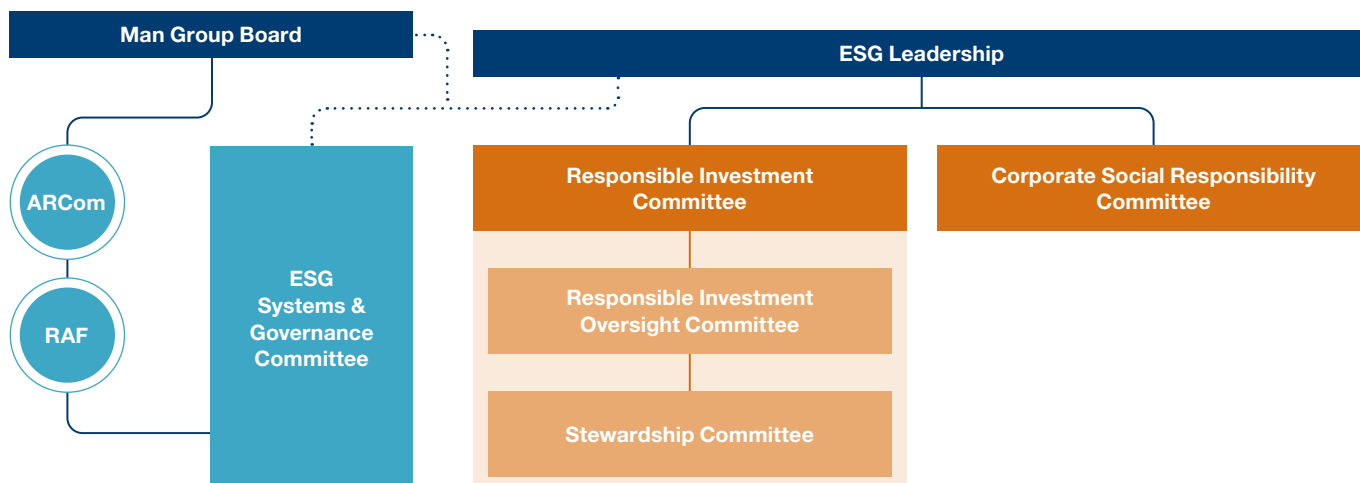 Man Group Board
ESG Leadership
ARCom
RAF
ESG
Systems &
Governance
Committee
Responsible Investment
Committee
Responsible Investment
Oversight Committee
Stewardship Committee
Corporate Social Responsibility
Committee